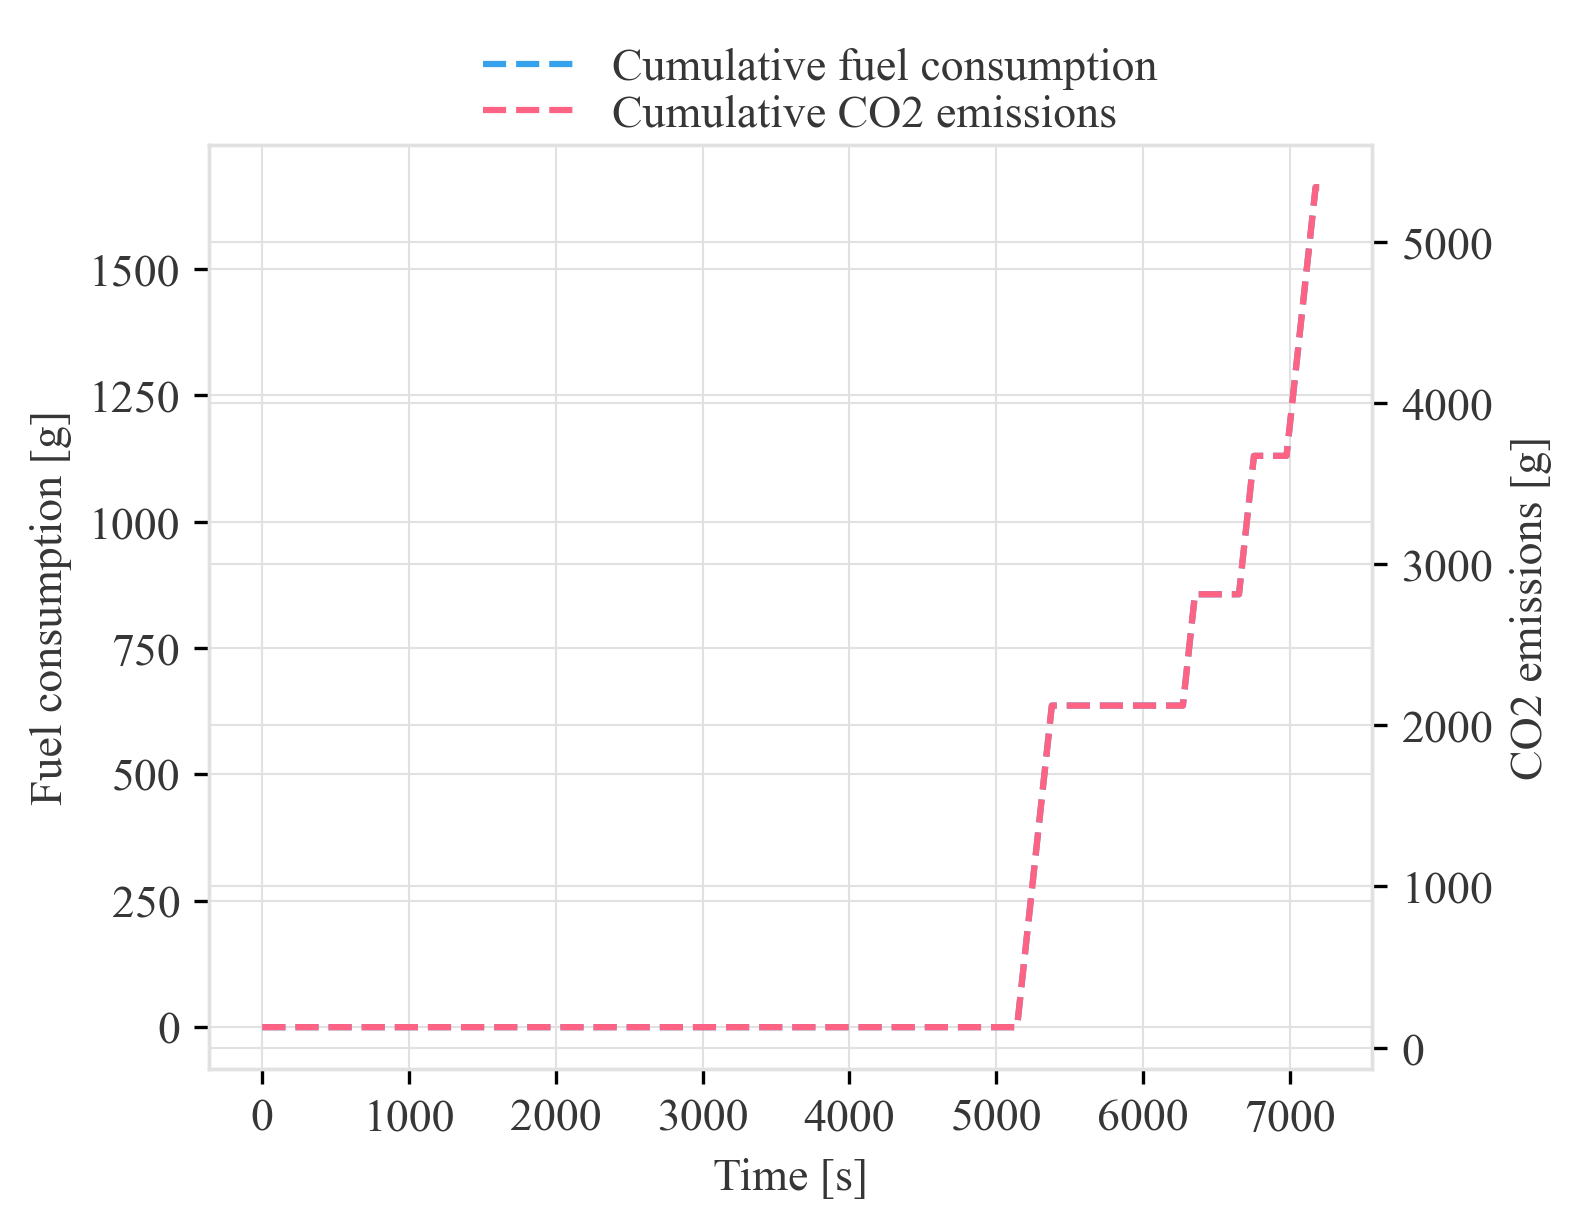 Cumulative fuel consumption
Cumulative CO2 emissions
Fuel consumption [g]
1500
1250
1000
750
500
250
0
5000
4000
3000
2000
1000
0
CO2 emissions [g]
0 1000 2000 3000 4000 5000 6000 7000
Time [s]